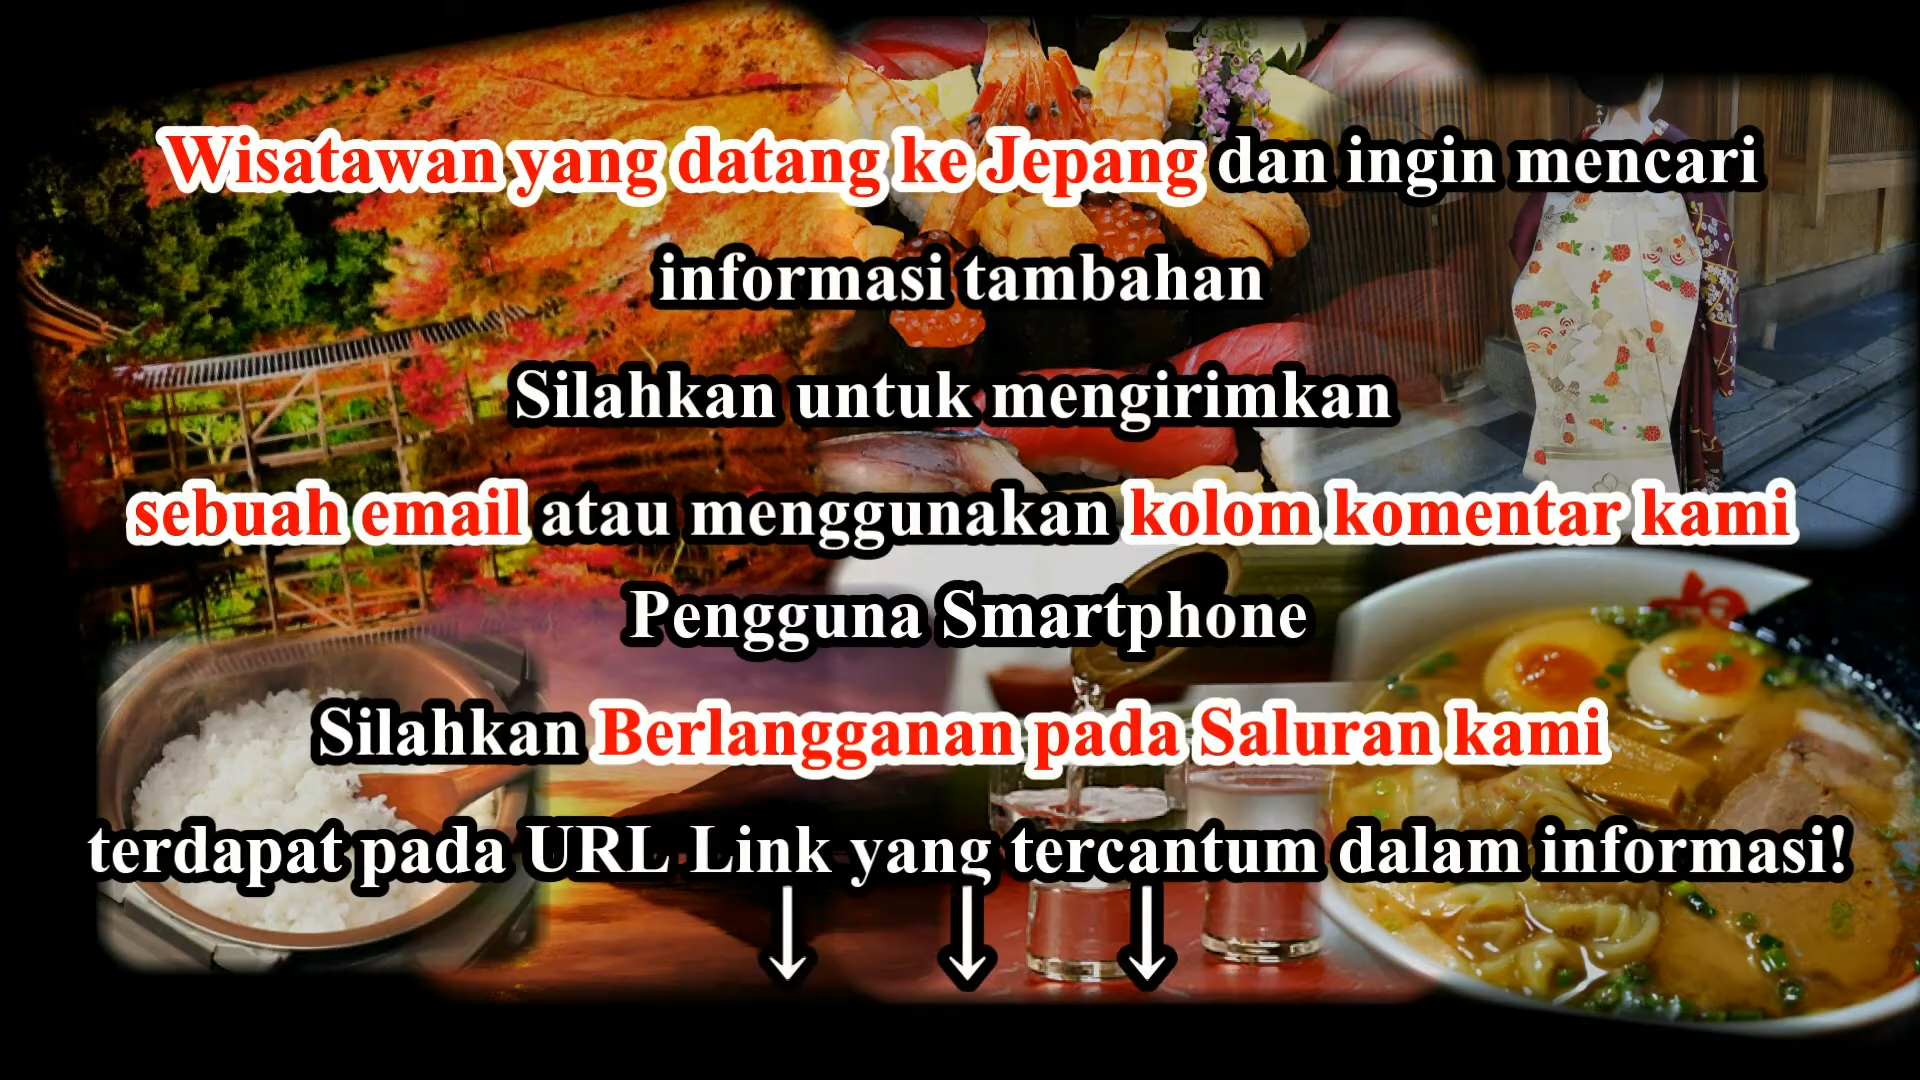 Wisatawan yang datang ke Jepang dan ingin mencari
informasi tambahan
Silahkan untuk mengirimkan
sebuah email atau menggunakan kolom komentar kami
Pengguna Smartphone
Silahkan Berlangganan pada Saluran kami
terdapat pada URL Link yang tercantum dalam informasi!
↓ ↓ ↓